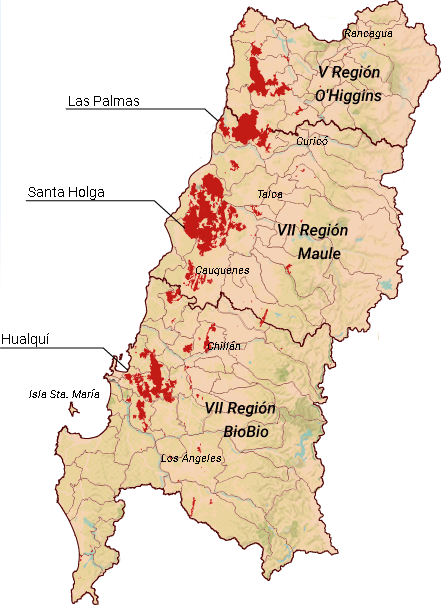 Rancagua
V Región
O'Higgins
Las Palmas
Curicó
Santa Holga
Talca
VII Región
Maule
Cauquenes
Hualquí
Chillán
Isla Sta. María
VII Región
BioBio
Los Ángeles